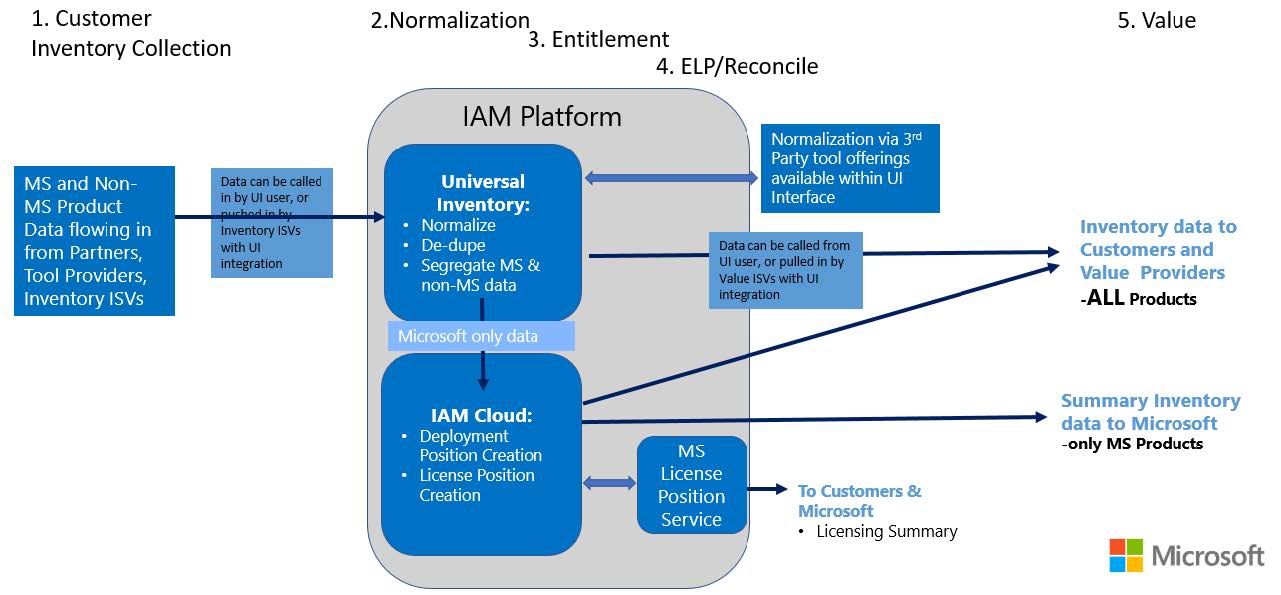 1. Customer
Inventory Collection
2.Normalization
3. Entitlement
4. ELP/Reconcile
5. Value
IAM Platform
MS and Non-
MS Product
Data flowing in
from Partners,
Tool Providers,
Inventory ISVs
Data can be called
in by UI user, or
pushed in by
Inventory ISVs
with UI
integration
Universal
Inventory:
• Normalize
• De-dupe
• Segregate MS &
non-MS data
Normalization via 3rd
Party tool offerings
available within UI
Interface
Data can be called from
UI user, or pulled in by
Value ISVs with UI
integration
Inventory data to
Customers and
Value Providers
-ALL Products
Microsoft only data
IAM Cloud:
• Deployment
Position Creation
• License Position
Creation
MS
License
Position
Service
Summary Inventory
data to Microsoft
-only MS Products
To Customers &
Microsoft
• Licensing Summary
Microsoft